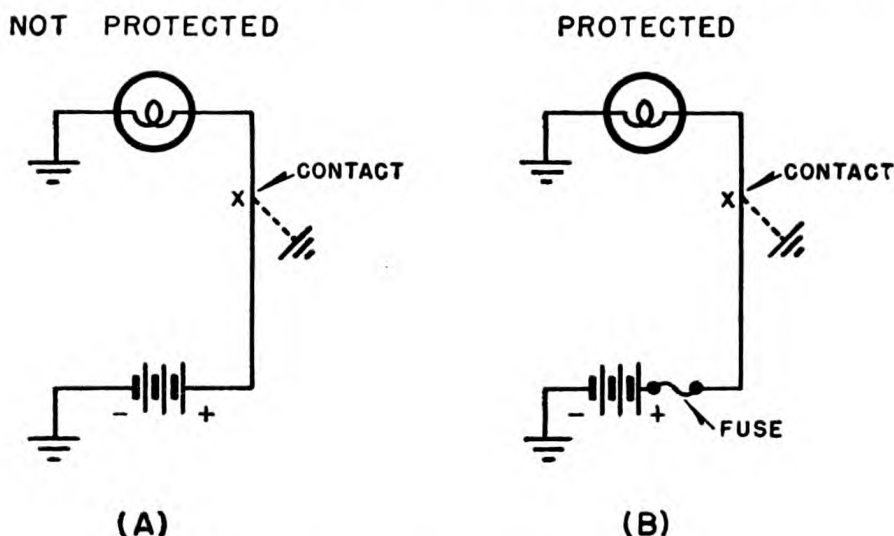 NOT PROTECTED
PROTECTED
CONTACT
X
CONTACT
X
- +
- +
FUSE
(A)
(B)